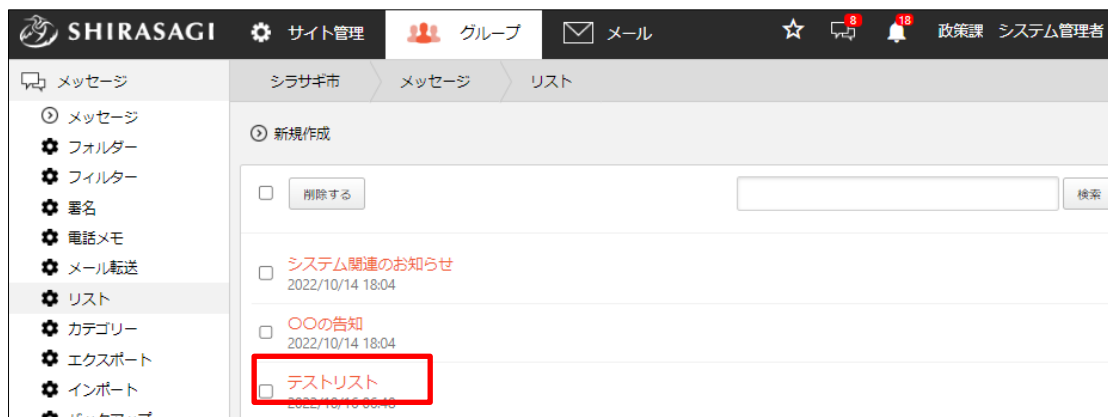 SHIRASAGI サイト管理 グループ メール 8 18 政策課 システム管理者
メッセージ
シラサギ市 メッセージ リスト
メッセージ
フォルダー
フィルター
署名
電話メモ
メール転送
リスト
カテゴリー
エクスポート
インポート
新規作成
削除する 検索
システム関連のお知らせ
2022/10/14 18:04
〇〇の告知
2022/10/14 18:04
テストリスト